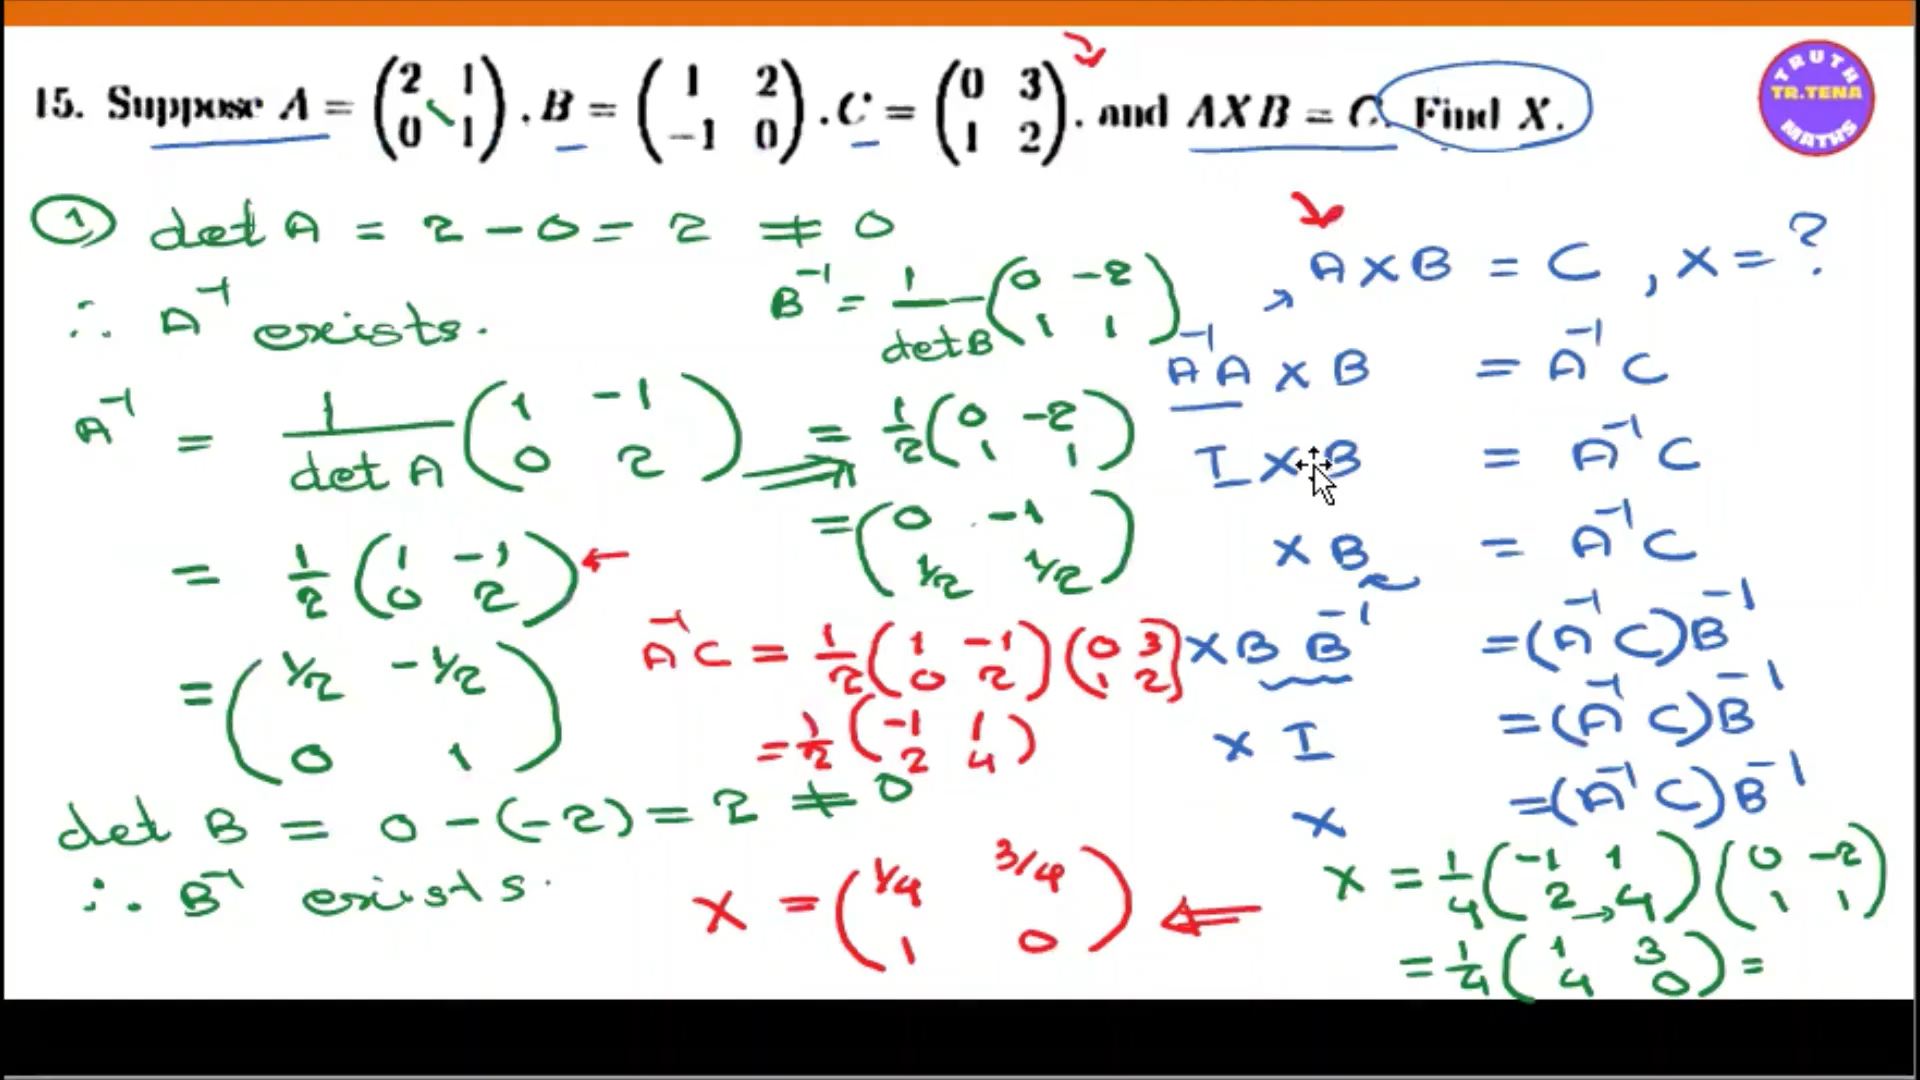 15. Suppose A = (2 1 / 0 1), B = (1 2 / −1 0), C = (0 3 / 1 2), and AXB = C. Find X.
TRUTH
TR.TENA
MATHS
① det A = 2 − 0 = 2 ≠ 0
∴ A⁻¹ exists.
A⁻¹ = 1/det A (1 −1 / 0 2)
= 1/2 (1 −1 / 0 2)
= (1/2 −1/2 / 0 1)
det B = 0 − (−2) = 2 ≠ 0
∴ B⁻¹ exists.
B⁻¹ = 1/det B (0 −2 / 1 1)
= 1/2 (0 −2 / 1 1)
= (0 −1 / 1/2 1/2)
AXB = C, X = ?
A⁻¹AXB = A⁻¹C
IXB = A⁻¹C
XB = A⁻¹C
XBB⁻¹ = (A⁻¹C)B⁻¹
XI = (A⁻¹C)B⁻¹
X = (A⁻¹C)B⁻¹
A⁻¹C = 1/2 (1 −1 / 0 2)(0 3 / 1 2)
= 1/2 (−1 1 / 2 4)
X = 1/4 (−1 1 / 2 4)(0 −2 / 1 1)
= 1/4 (1 3 / 4 0) =
X = (1/4 3/4 / 1 0)